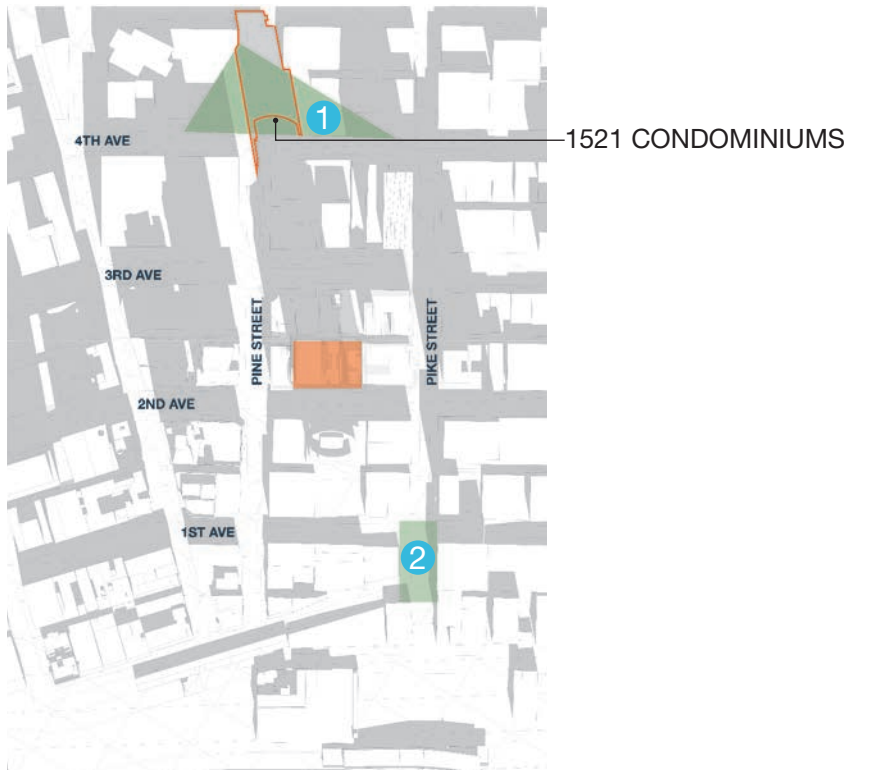 1
1521 CONDOMINIUMS
4TH AVE
3RD AVE
PINE STREET
PIKE STREET
2ND AVE
1ST AVE
2